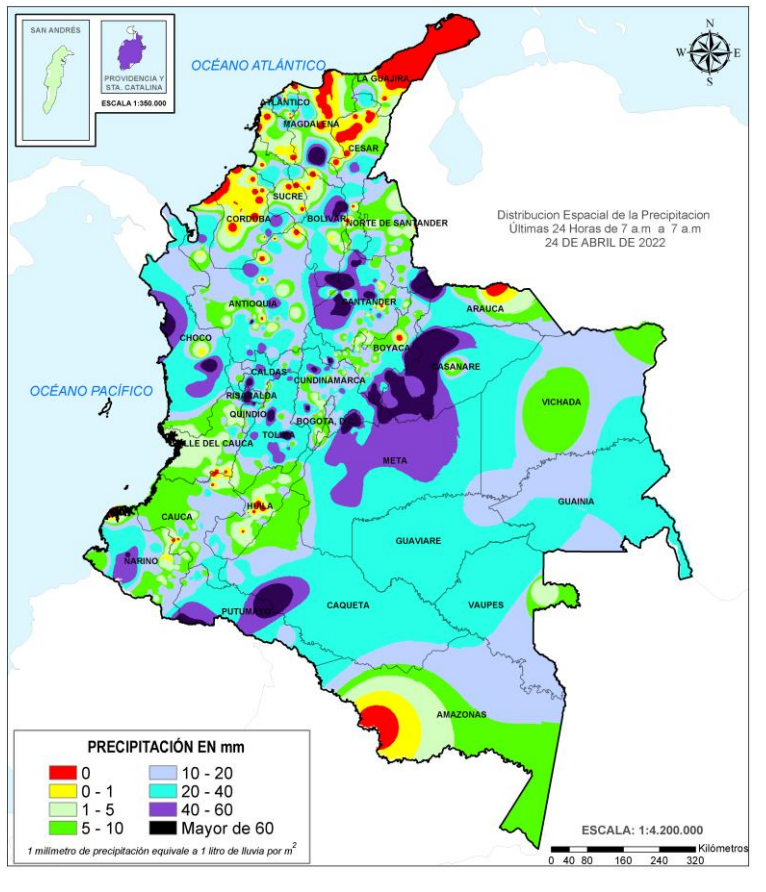 SAN ANDRÉS
PROVIDENCIA Y
STA. CATALINA
ESCALA 1:350.000
OCÉANO ATLÁNTICO
N
W
E
S
LA GUAJIRA
ATLÁNTICO
MAGDALENA
CESAR
SUCRE
CORDOBA
BOLIVAR
NORTE DE SANTANDER
Distribucion Espacial de la Precipitacion
Últimas 24 Horas de 7 a.m a 7 a.m
24 DE ABRIL DE 2022
ANTIOQUIA
SANTANDER
ARAUCA
CHOCO
BOYACA
CASANARE
CALDAS
CUNDINAMARCA
OCÉANO PACÍFICO
RISARALDA
VICHADA
QUINDIO
BOGOTA, D.
TOLIMA
VALLE DEL CAUCA
META
GUAINIA
HUILA
CAUCA
GUAVIARE
NARIÑO
PUTUMAYO
CAQUETA
VAUPES
AMAZONAS
PRECIPITACIÓN EN mm
0
0 - 1
1 - 5
5 - 10
10 - 20
20 - 40
40 - 60
Mayor de 60
1 milímetro de precipitación equivale a 1 litro de lluvia por m²
ESCALA: 1:4.200.000
Kilómetros
0 40 80 160 240 320